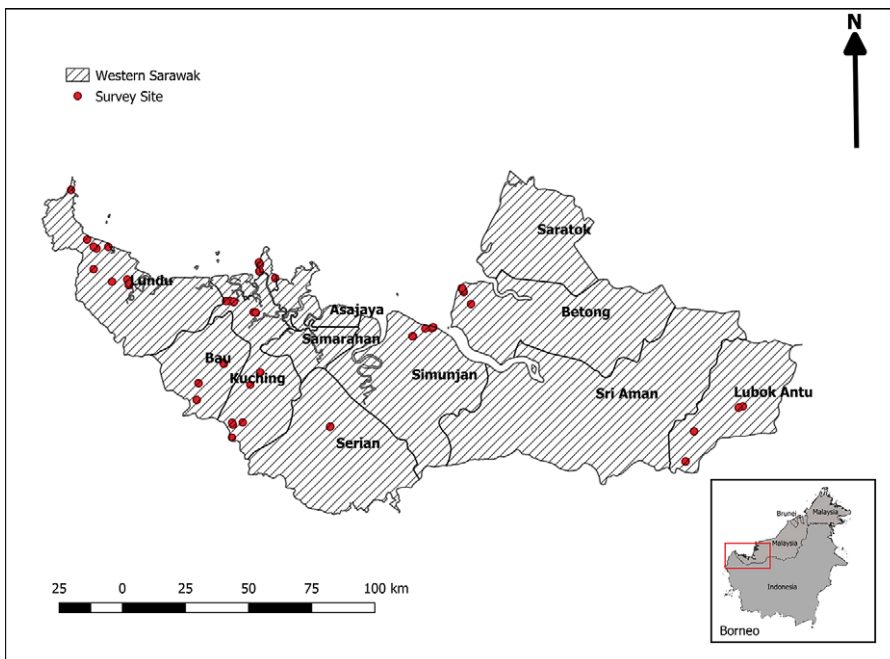 N
Western Sarawak
Survey Site
Saratok
Lundu
Asajaya
Betong
Samarahan
Bau
Kuching
Simunjan
Sri Aman
Lubok Antu
Serian
25 0 25 50 75 100 km
Brunei
Malaysia
Malaysia
Indonesia
Borneo